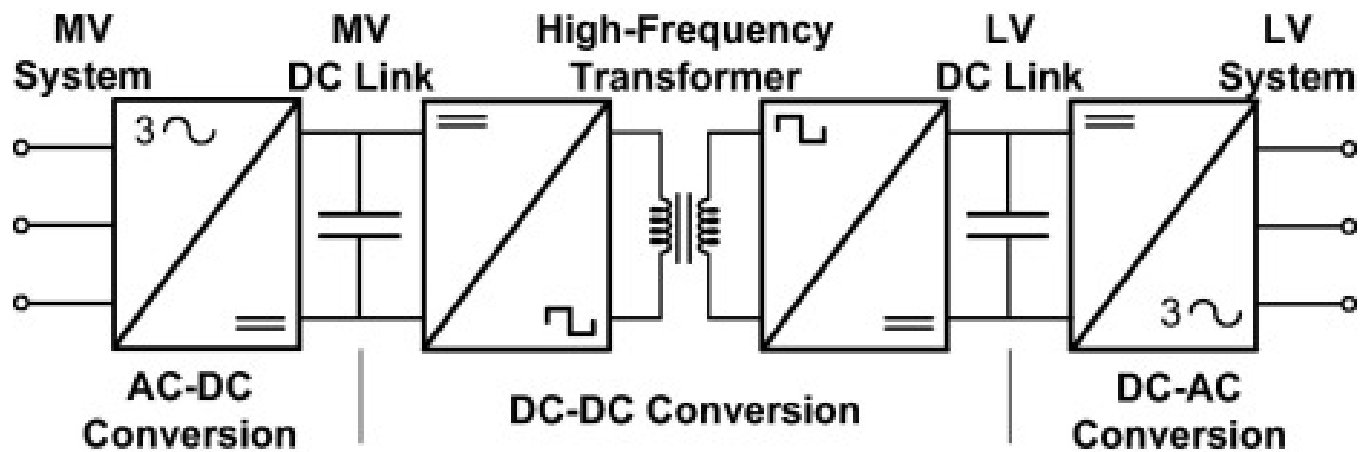 MV
System
MV
DC Link
High-Frequency
Transformer
LV
DC Link
LV
System
3
3
AC-DC
Conversion
DC-DC Conversion
DC-AC
Conversion